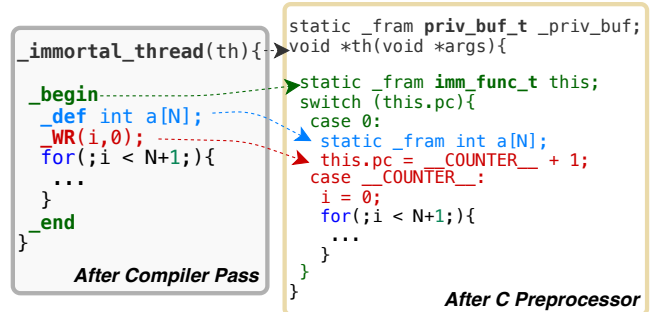 _immortal_thread(th){
_begin
_def int a[N];
_WR(i,0);
for(;i < N+1;){
...
}
_end
}
After Compiler Pass
static _fram priv_buf_t _priv_buf;
void *th(void *args){
static _fram imm_func_t this;
switch (this.pc){
case 0:
static _fram int a[N];
this.pc = __COUNTER__ + 1;
case __COUNTER__:
i = 0;
for(;i < N+1;){
...
}
}
}
After C Preprocessor